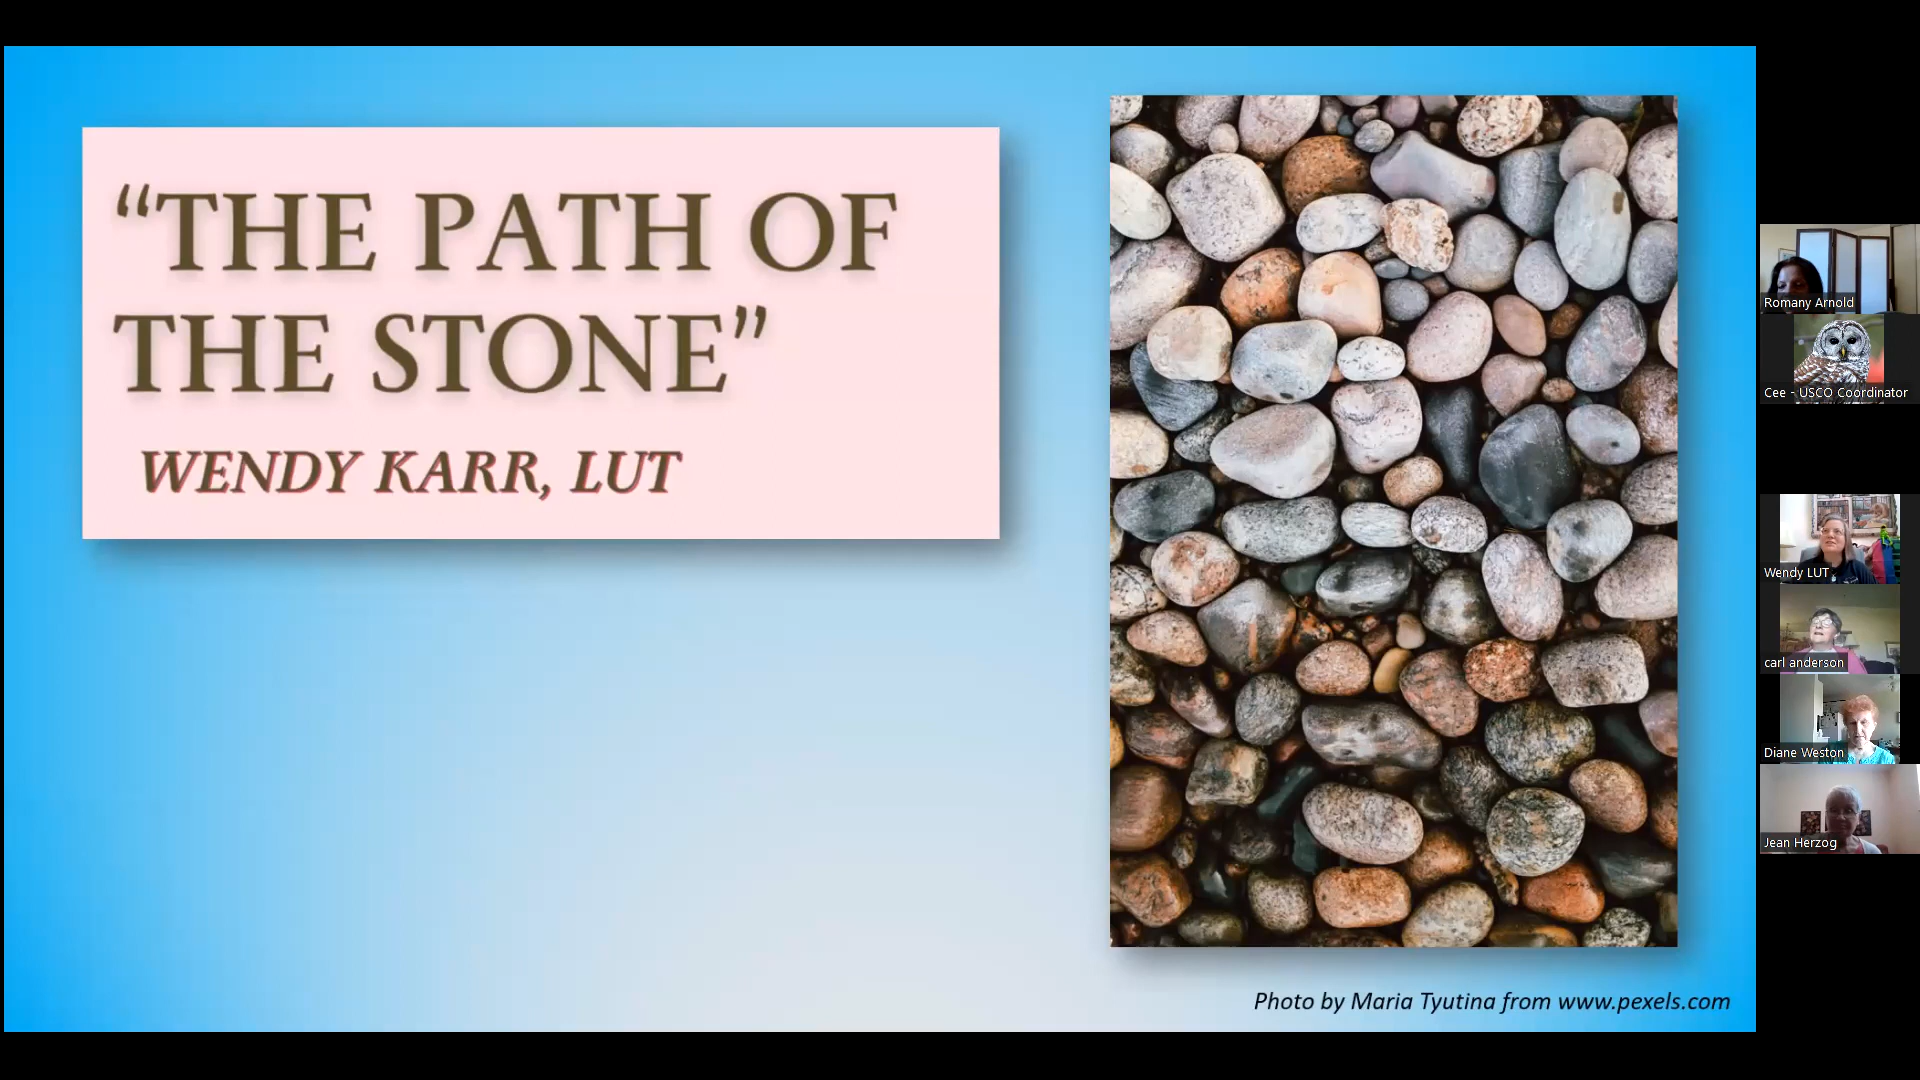 “THE PATH OF
THE STONE”
WENDY KARR, LUT
Photo by Maria Tyutina from www.pexels.com
Romany Arnold
Cee - USCO Coordinator
Wendy LUT
carl anderson
Diane Weston
Jean Herzog